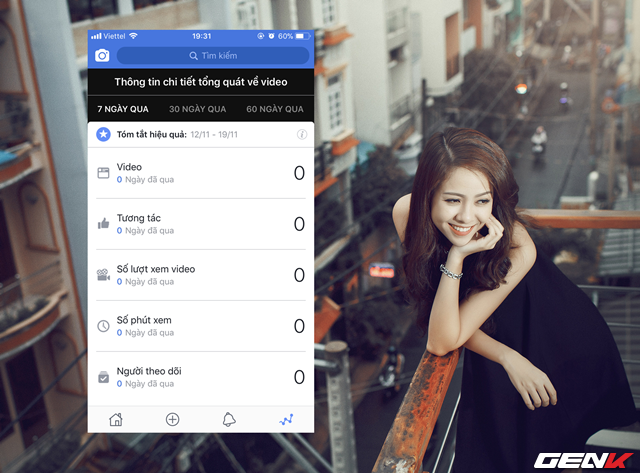 Viettel 19:31 60%
Tìm kiếm
Thông tin chi tiết tổng quát về video
7 NGÀY QUA 30 NGÀY QUA 60 NGÀY QUA
Tóm tắt hiệu quả: 12/11 - 19/11
Video
0 Ngày đã qua
0
Tương tác
0 Ngày đã qua
0
Số lượt xem video
0 Ngày đã qua
0
Số phút xem
0 Ngày đã qua
0
Người theo dõi
0 Ngày đã qua
0
GENK